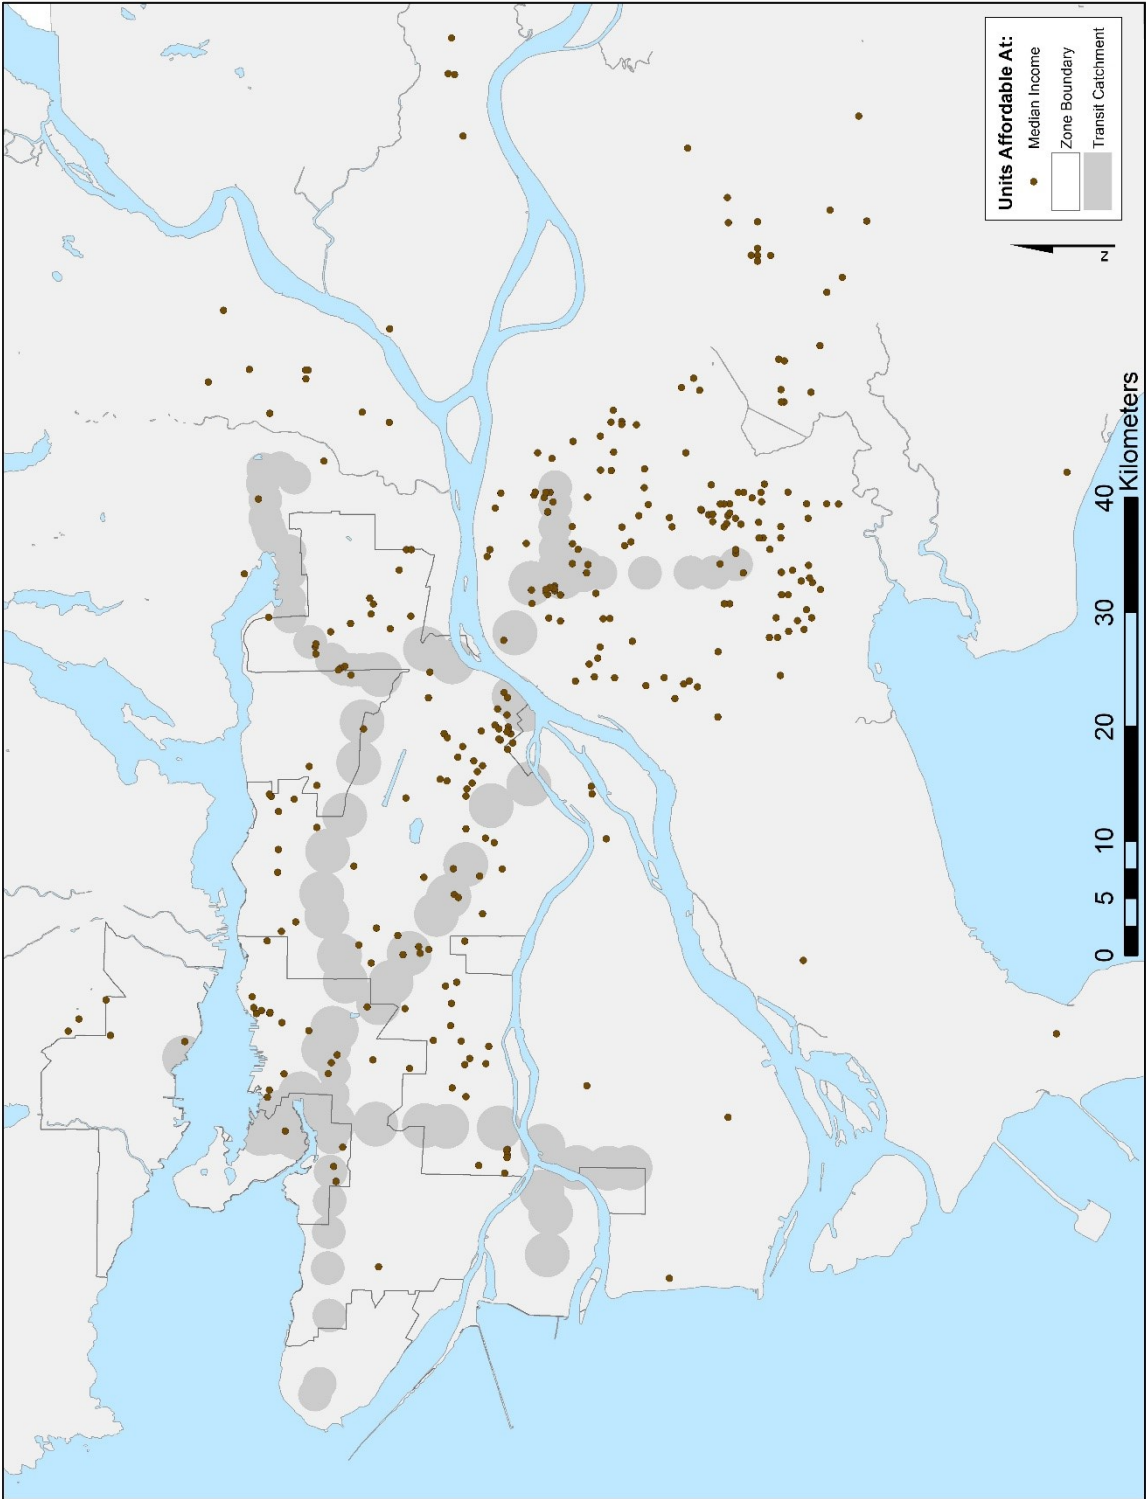 Units Affordable At:
Median Income
Zone Boundary
Transit Catchment
N
0 5 10 20 30 40
Kilometers